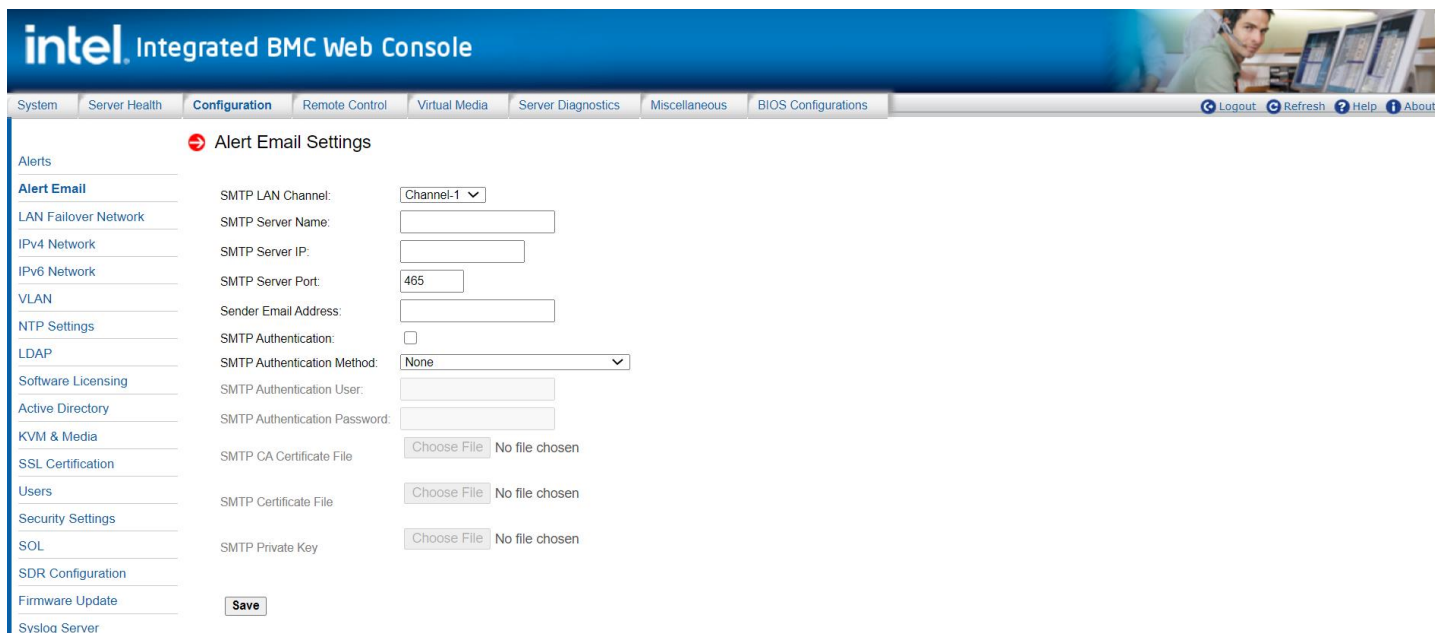 intel. Integrated BMC Web Console
System Server Health Configuration Remote Control Virtual Media Server Diagnostics Miscellaneous BIOS Configurations Logout Refresh Help About
Alerts
Alert Email
LAN Failover Network
IPv4 Network
IPv6 Network
VLAN
NTP Settings
LDAP
Software Licensing
Active Directory
KVM & Media
SSL Certification
Users
Security Settings
SOL
SDR Configuration
Firmware Update
Syslog Server
Alert Email Settings
SMTP LAN Channel: Channel-1
SMTP Server Name:
SMTP Server IP:
SMTP Server Port: 465
Sender Email Address:
SMTP Authentication:
SMTP Authentication Method: None
SMTP Authentication User:
SMTP Authentication Password:
SMTP CA Certificate File Choose File No file chosen
SMTP Certificate File Choose File No file chosen
SMTP Private Key Choose File No file chosen
Save